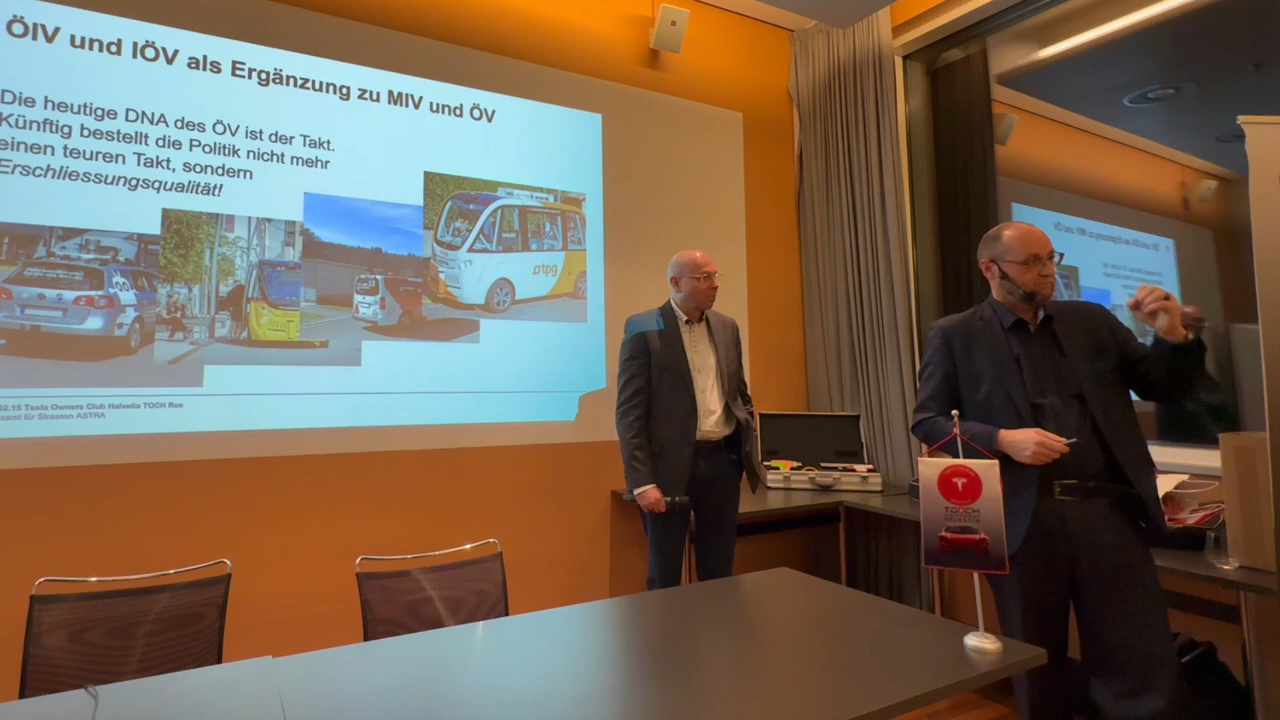 ÖIV und IÖV als Ergänzung zu MIV und ÖV
Die heutige DNA des ÖV ist der Takt.
Künftig bestellt die Politik nicht mehr
einen teuren Takt, sondern
Erschliessungsqualität!
tpg
02.15 Tesla Owners Club Helvetia TOCH Roe
samt für Strassen ASTRA
TOCH
HELVETIA